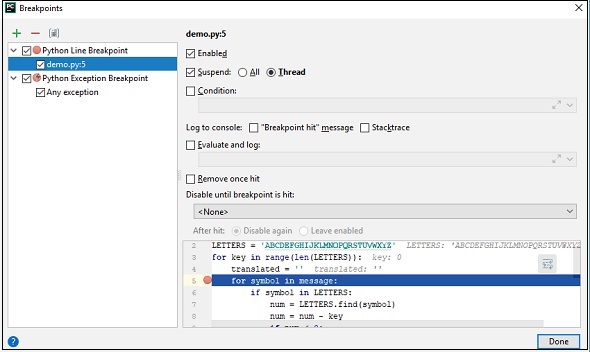 Breakpoints
demo.py:5
Python Line Breakpoint
demo.py:5
Python Exception Breakpoint
Any exception
Enabled
Suspend: All Thread
Condition:
Log to console: "Breakpoint hit" message Stacktrace
Evaluate and log:
Remove once hit
Disable until breakpoint is hit:
<None>
After hit: Disable again Leave enabled
2 LETTERS = 'ABCDEFGHIJKLMNOPQRSTUVWXYZ' LETTERS: 'ABCDEFGHIJKLMNOPQRSTUVWXYZ
3 for key in range(len(LETTERS)): key: 0
4 translated = '' translated: ''
5 for symbol in message:
6 if symbol in LETTERS:
7 num = LETTERS.find(symbol)
8 num = num - key
Done